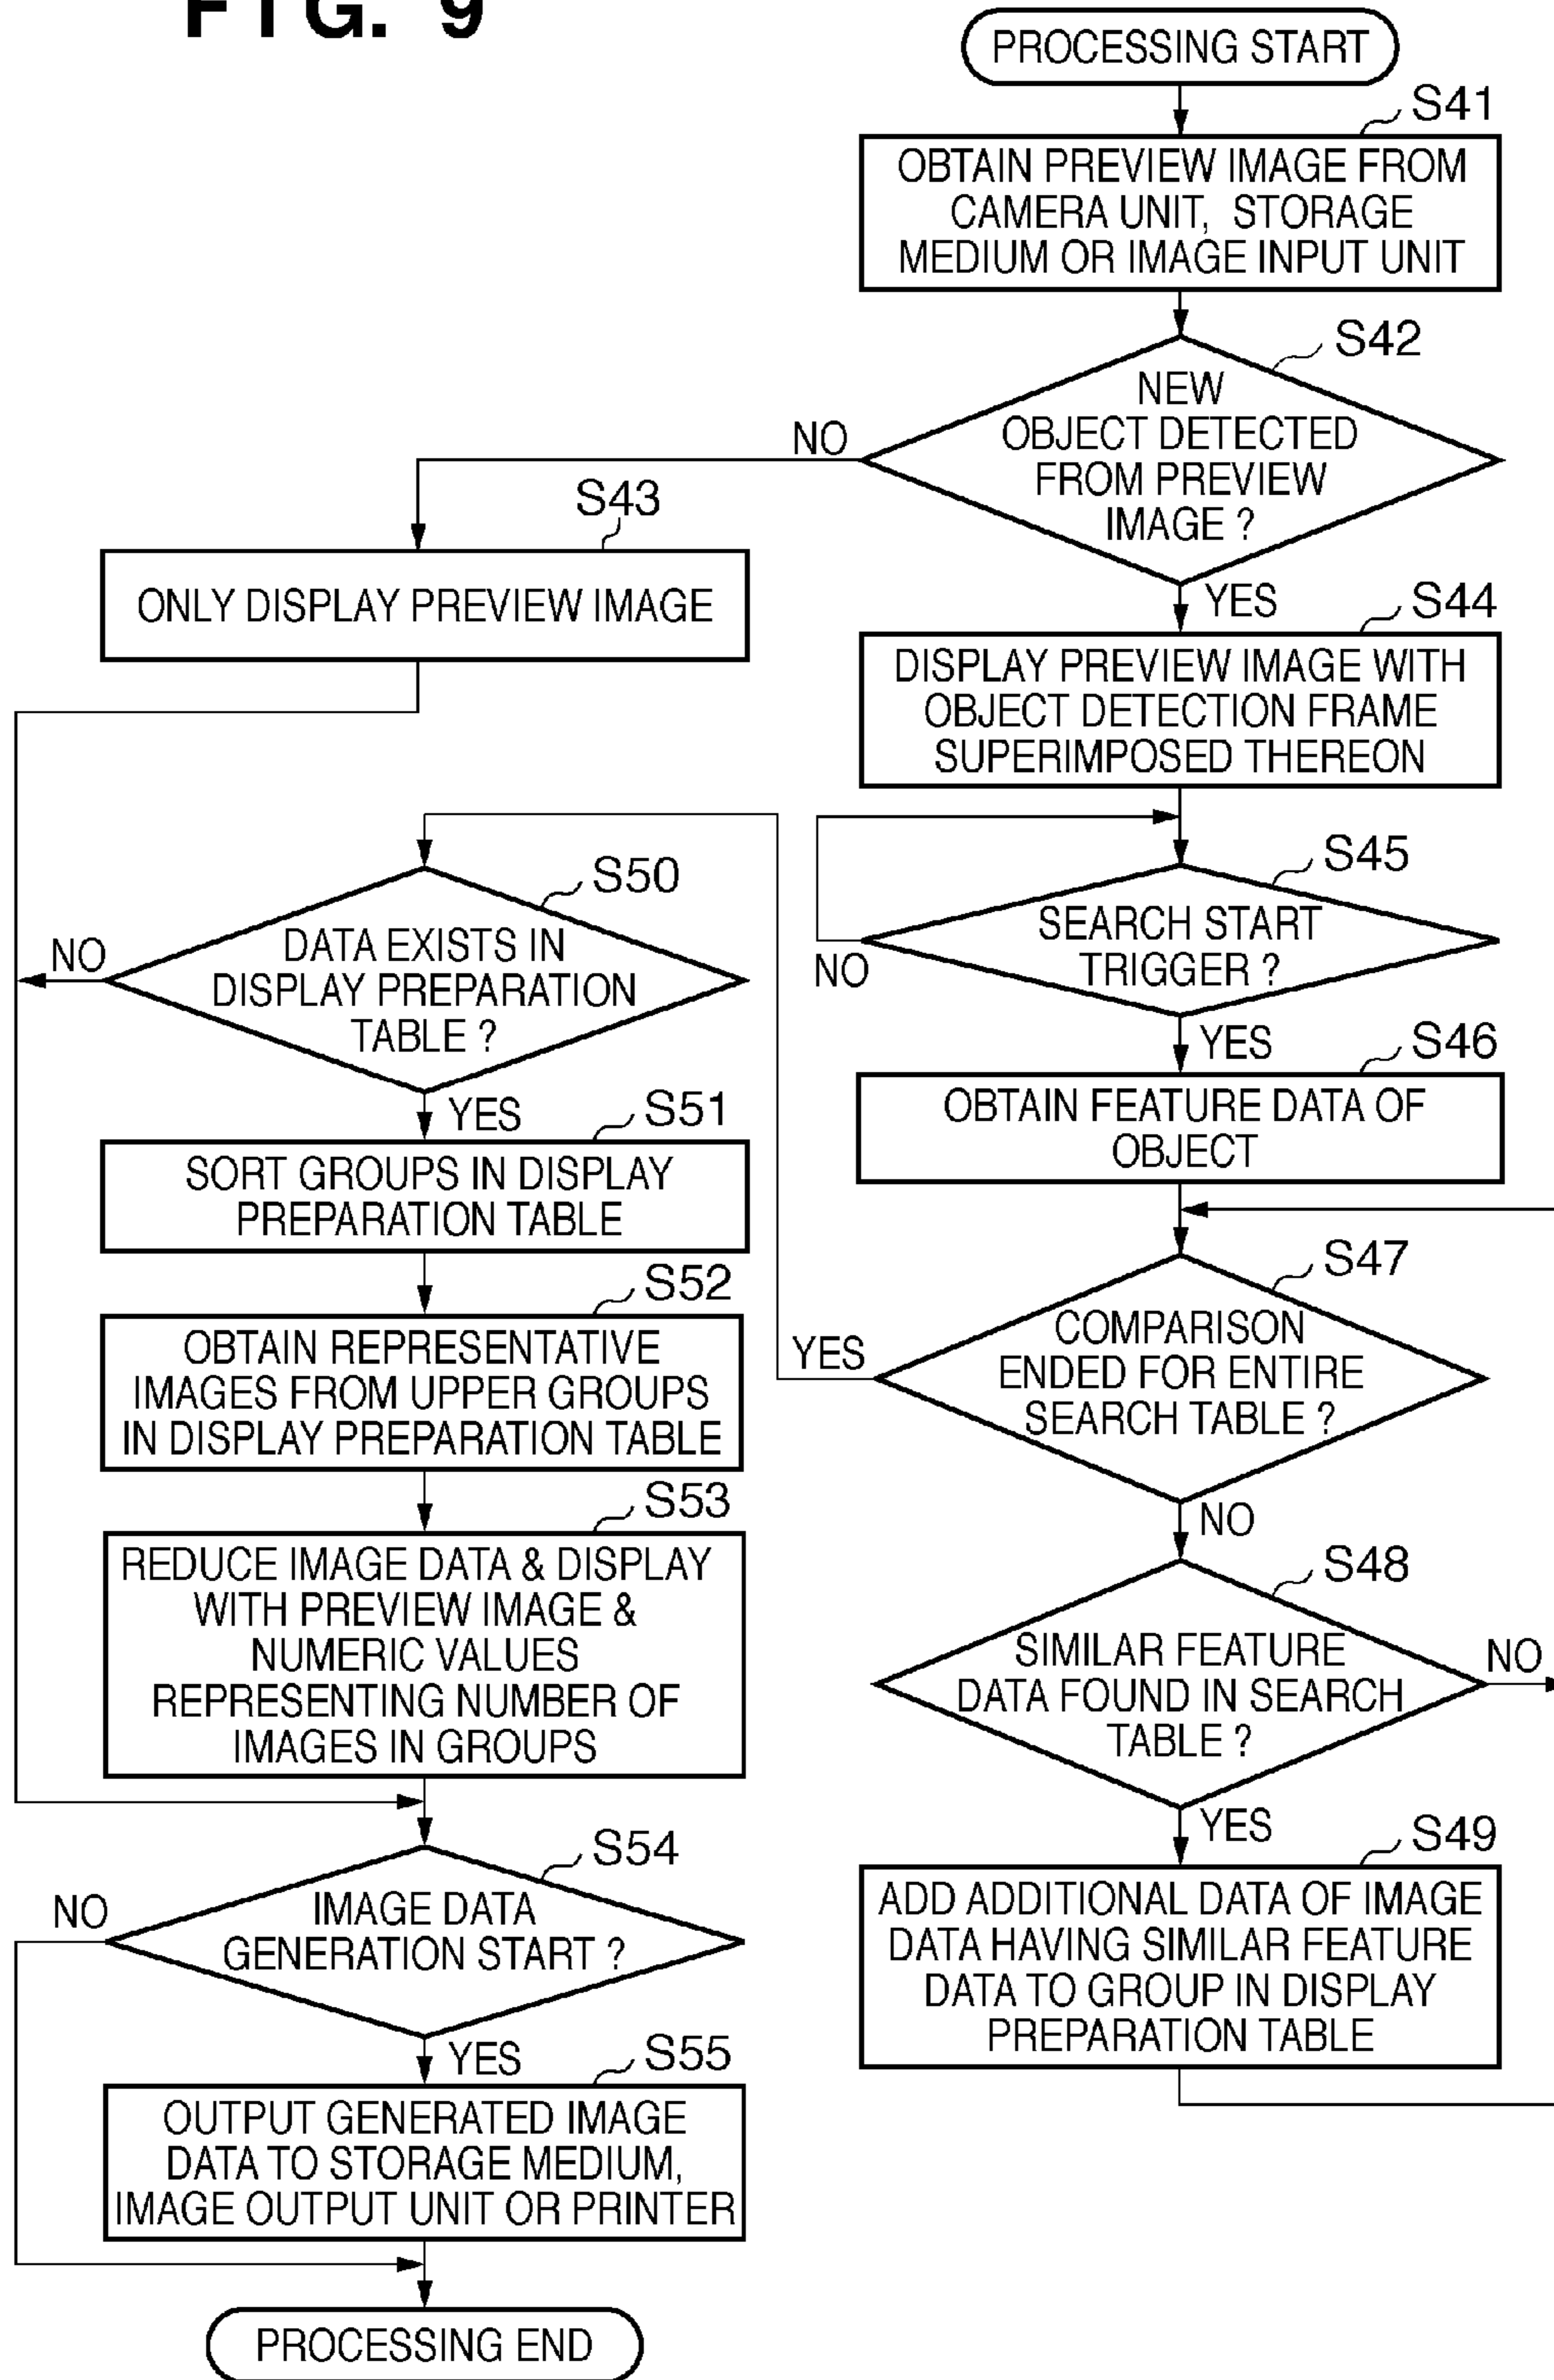 FIG. 9
PROCESSING START
S41
OBTAIN PREVIEW IMAGE FROM
CAMERA UNIT, STORAGE
MEDIUM OR IMAGE INPUT UNIT
S42
NEW
OBJECT DETECTED
FROM PREVIEW
IMAGE ?
NO
YES
S43
ONLY DISPLAY PREVIEW IMAGE
S44
DISPLAY PREVIEW IMAGE WITH
OBJECT DETECTION FRAME
SUPERIMPOSED THEREON
S45
SEARCH START
TRIGGER ?
NO
YES
S46
OBTAIN FEATURE DATA OF
OBJECT
S47
COMPARISON
ENDED FOR ENTIRE
SEARCH TABLE ?
YES
NO
S48
SIMILAR FEATURE
DATA FOUND IN SEARCH
TABLE ?
NO
YES
S49
ADD ADDITIONAL DATA OF IMAGE
DATA HAVING SIMILAR FEATURE
DATA TO GROUP IN DISPLAY
PREPARATION TABLE
S50
DATA EXISTS IN
DISPLAY PREPARATION
TABLE ?
NO
YES
S51
SORT GROUPS IN DISPLAY
PREPARATION TABLE
S52
OBTAIN REPRESENTATIVE
IMAGES FROM UPPER GROUPS
IN DISPLAY PREPARATION TABLE
S53
REDUCE IMAGE DATA & DISPLAY
WITH PREVIEW IMAGE &
NUMERIC VALUES
REPRESENTING NUMBER OF
IMAGES IN GROUPS
S54
IMAGE DATA
GENERATION START ?
NO
YES
S55
OUTPUT GENERATED IMAGE
DATA TO STORAGE MEDIUM,
IMAGE OUTPUT UNIT OR PRINTER
PROCESSING END